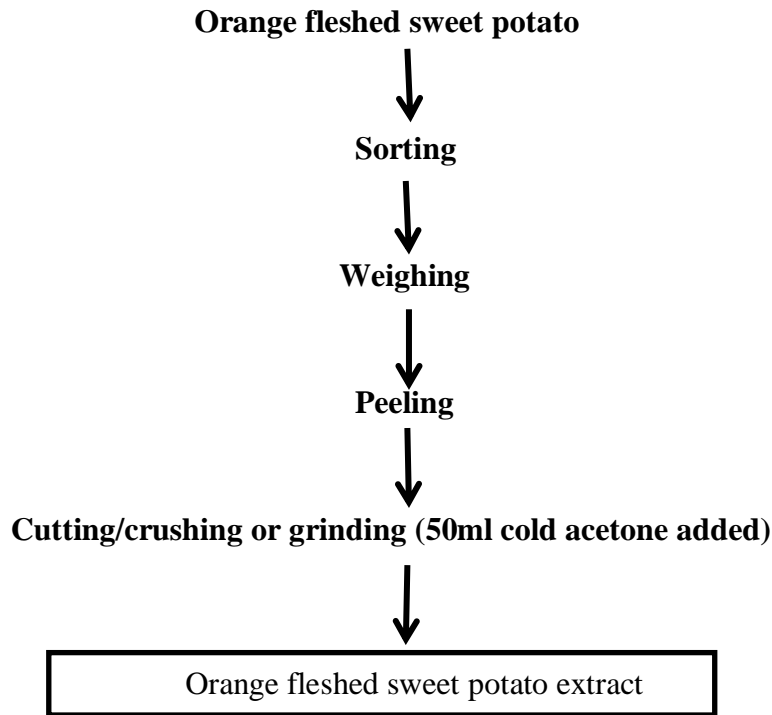 Orange fleshed sweet potato
Sorting
Weighing
Peeling
Cutting/crushing or grinding (50ml cold acetone added)
Orange fleshed sweet potato extract